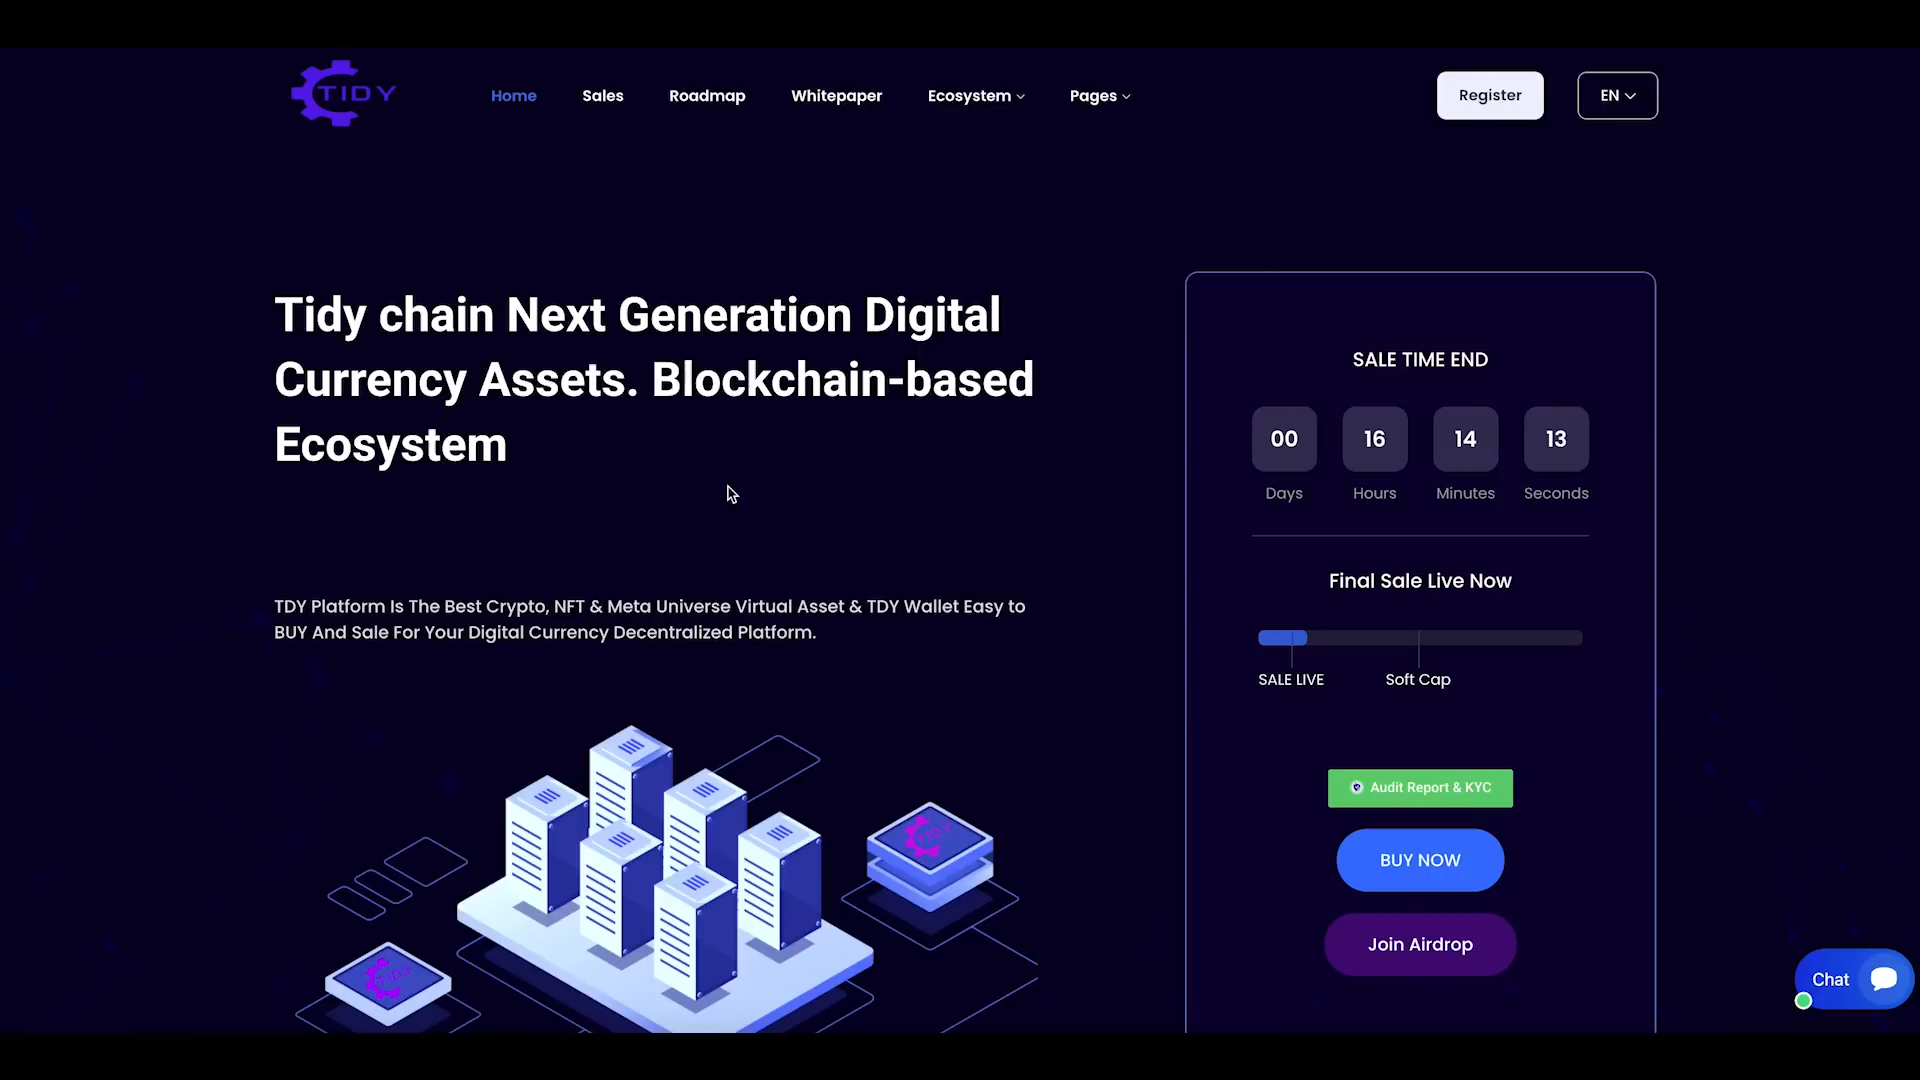 TIDY
Home
Sales
Roadmap
Whitepaper
Ecosystem
Pages
Register
EN
Tidy chain Next Generation Digital
Currency Assets. Blockchain-based
Ecosystem
TDY Platform Is The Best Crypto, NFT & Meta Universe Virtual Asset & TDY Wallet Easy to
BUY And Sale For Your Digital Currency Decentralized Platform.
TIDY
TIDY
SALE TIME END
00
16
14
13
Days
Hours
Minutes
Seconds
Final Sale Live Now
SALE LIVE
Soft Cap
Audit Report & KYC
BUY NOW
Join Airdrop
Chat